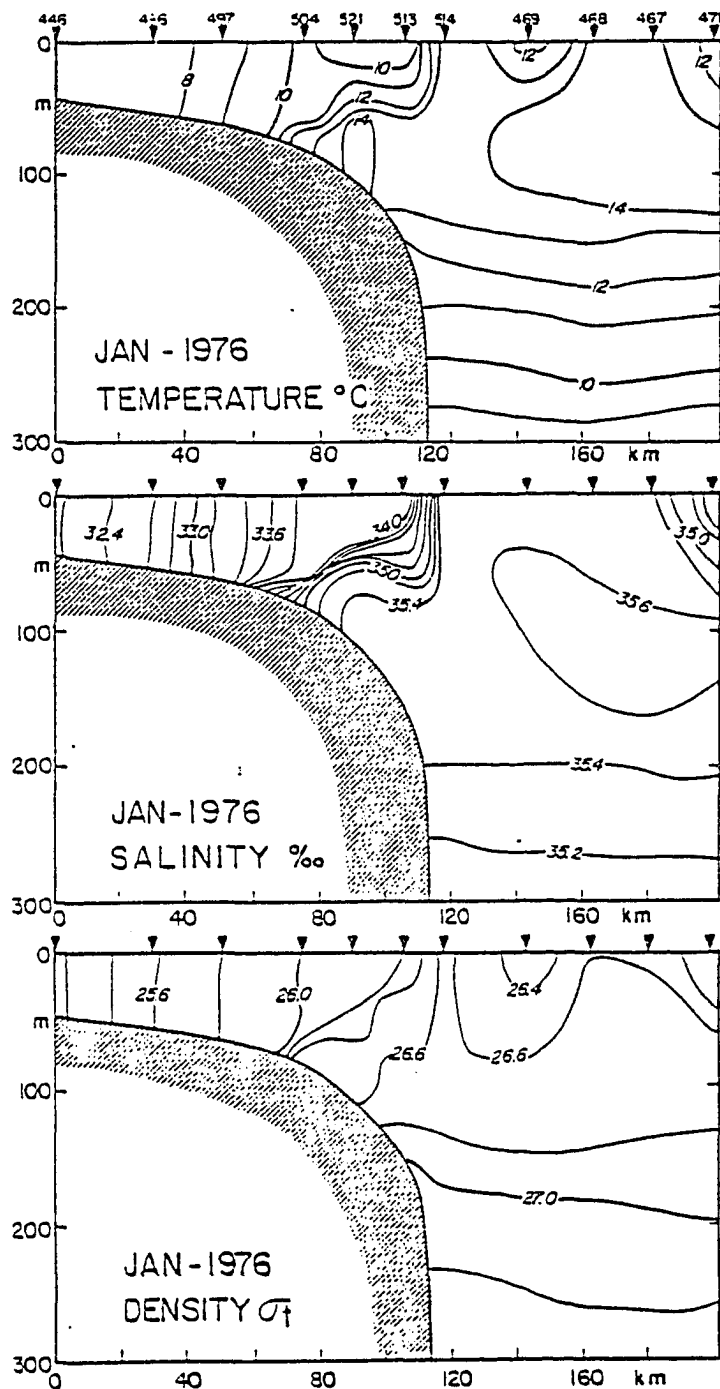 446 497 504 521 513 514 469 468 467 471
0
m
100
200
300
8 10 10 12 14 12 12
14
12
10
JAN - 1976
TEMPERATURE °C
0 40 80 120 160 km
0
m
100
200
300
32.4 33.0 33.6 34.0 35.0 35.4 35.0
35.6
35.4
35.2
JAN-1976
SALINITY ‰
0 40 80 120 160 km
0
m
100
200
300
25.6 26.0 26.4
26.6 26.6
27.0
JAN-1976
DENSITY σt
0 40 80 120 160 km